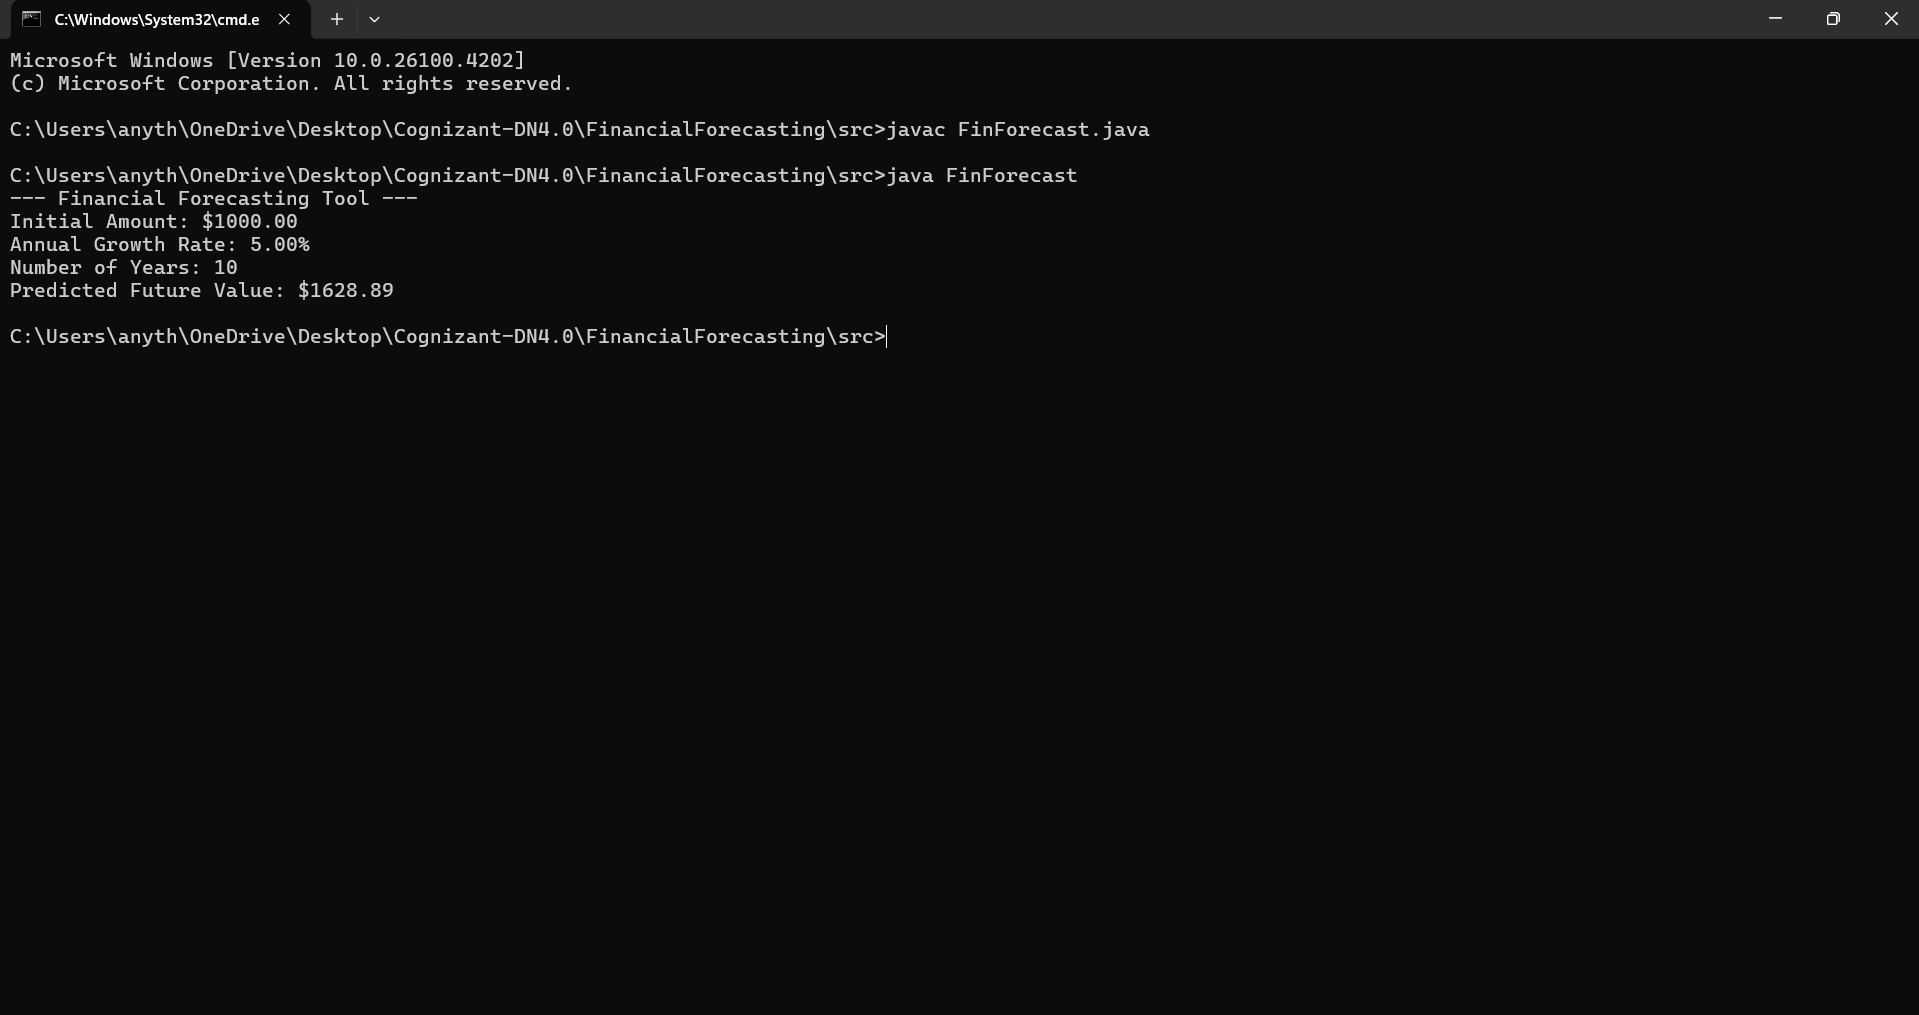 C:\Windows\System32\cmd.e
Microsoft Windows [Version 10.0.26100.4202]
(c) Microsoft Corporation. All rights reserved.
C:\Users\anyth\OneDrive\Desktop\Cognizant-DN4.0\FinancialForecasting\src>javac FinForecast.java
C:\Users\anyth\OneDrive\Desktop\Cognizant-DN4.0\FinancialForecasting\src>java FinForecast
--- Financial Forecasting Tool ---
Initial Amount: $1000.00
Annual Growth Rate: 5.00%
Number of Years: 10
Predicted Future Value: $1628.89
C:\Users\anyth\OneDrive\Desktop\Cognizant-DN4.0\FinancialForecasting\src>